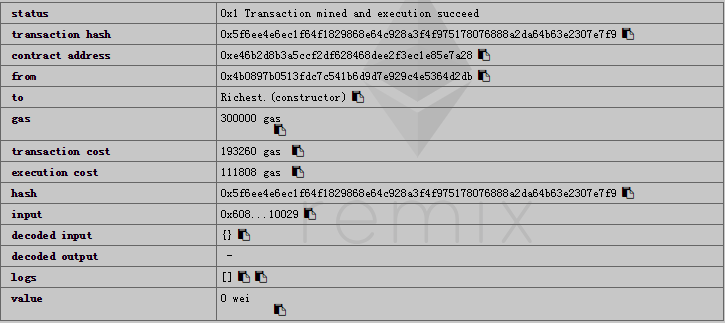 status 0x1 Transaction mined and execution succeed
transaction hash 0x5f6ee4e6ec1f64f1829868e64c928a3f4f975178076888a2da64b63e2307e7f9
contract address 0xe46b2d8b3a5ccf2df628468dee2f3ec1e85e7a28
from 0x4b0897b0513fdc7c541b6d9d7e929c4e5364d2db
to Richest.(constructor)
gas 300000 gas
transaction cost 193260 gas
execution cost 111808 gas
hash 0x5f6ee4e6ec1f64f1829868e64c928a3f4f975178076888a2da64b63e2307e7f9
input 0x608...10029
decoded input {}
remix
decoded output -
logs []
value 0 wei